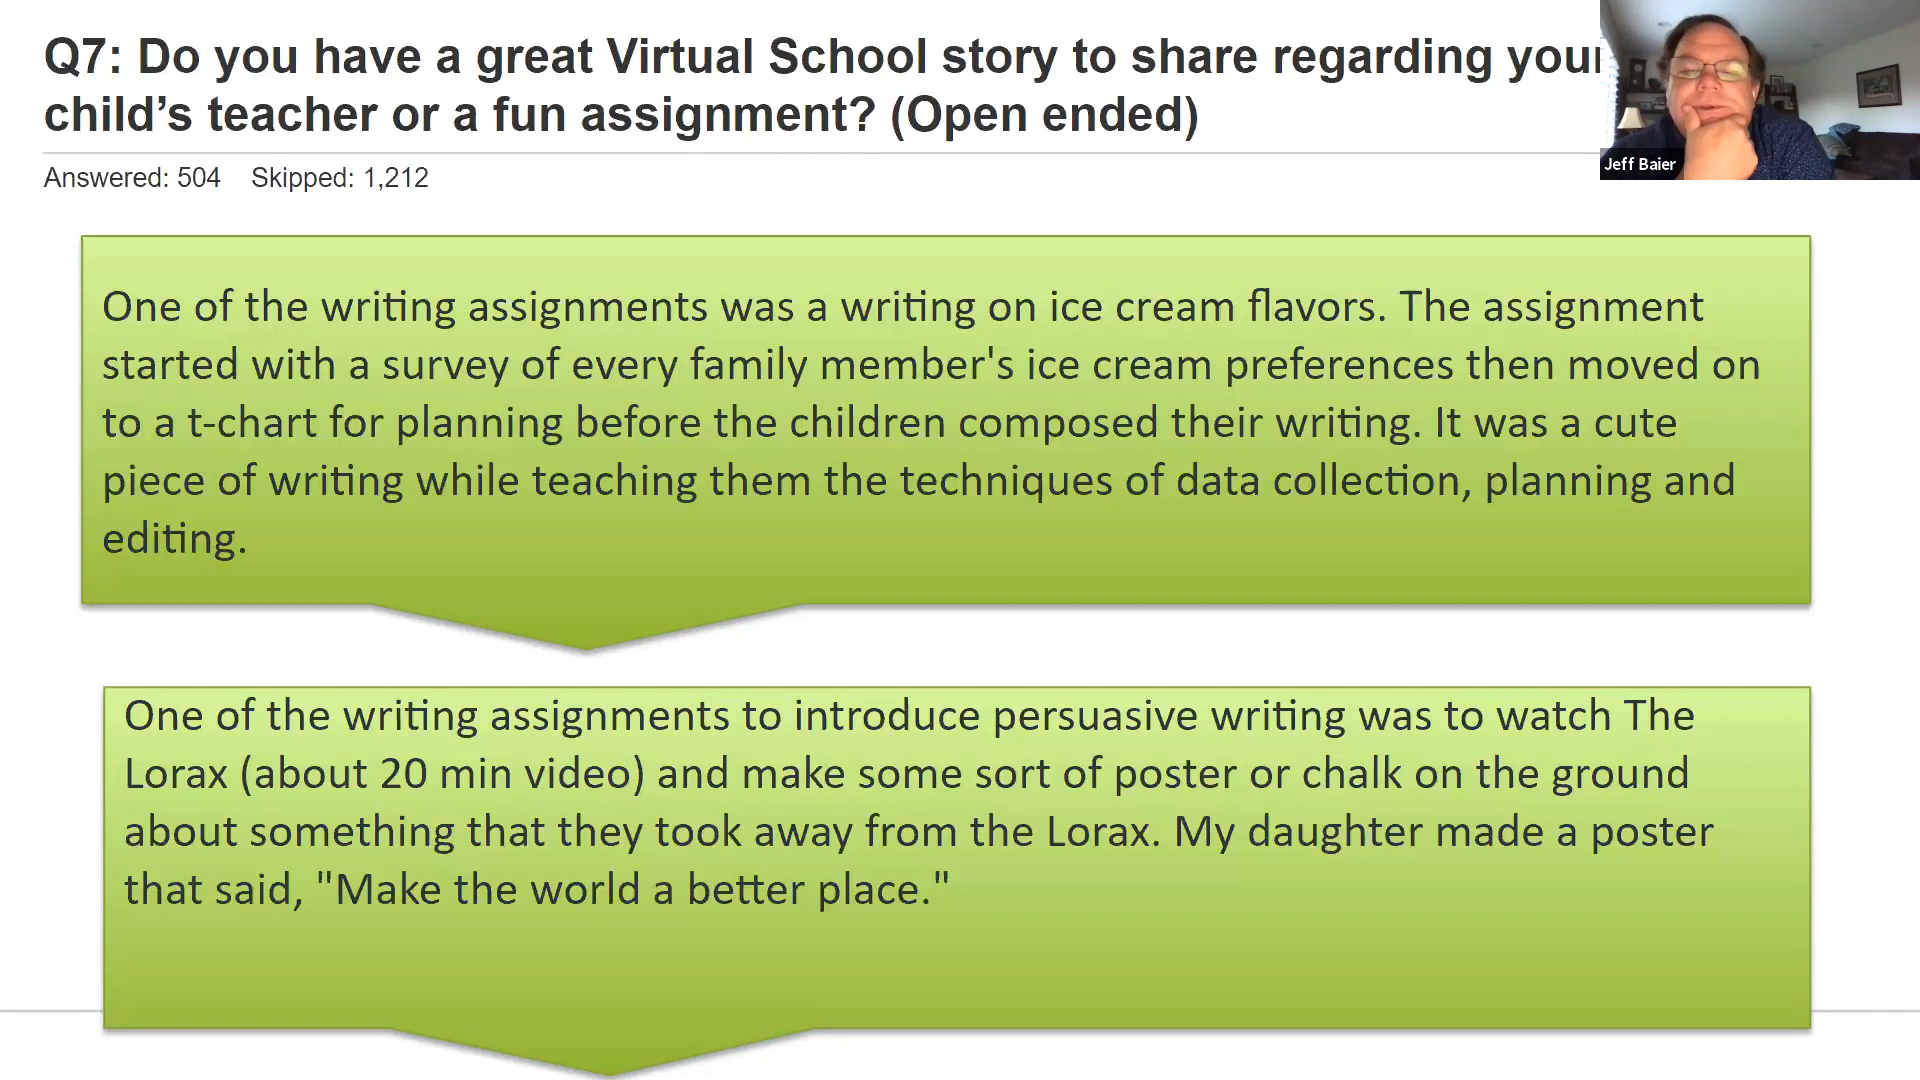 Q7: Do you have a great Virtual School story to share regarding your
child’s teacher or a fun assignment? (Open ended)
Answered: 504 Skipped: 1,212
Jeff Baier
One of the writing assignments was a writing on ice cream flavors. The assignment
started with a survey of every family member's ice cream preferences then moved on
to a t-chart for planning before the children composed their writing. It was a cute
piece of writing while teaching them the techniques of data collection, planning and
editing.
One of the writing assignments to introduce persuasive writing was to watch The
Lorax (about 20 min video) and make some sort of poster or chalk on the ground
about something that they took away from the Lorax. My daughter made a poster
that said, "Make the world a better place."